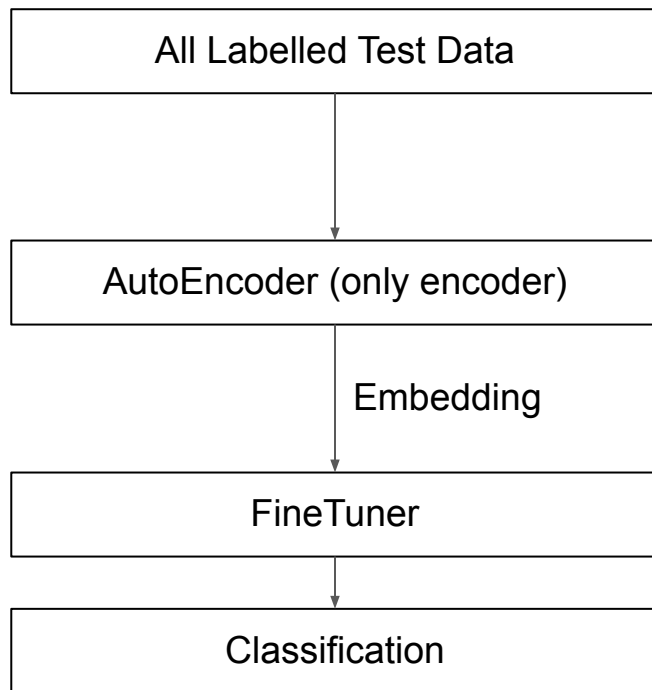 All Labelled Test Data
AutoEncoder (only encoder)
Embedding
FineTuner
Classification